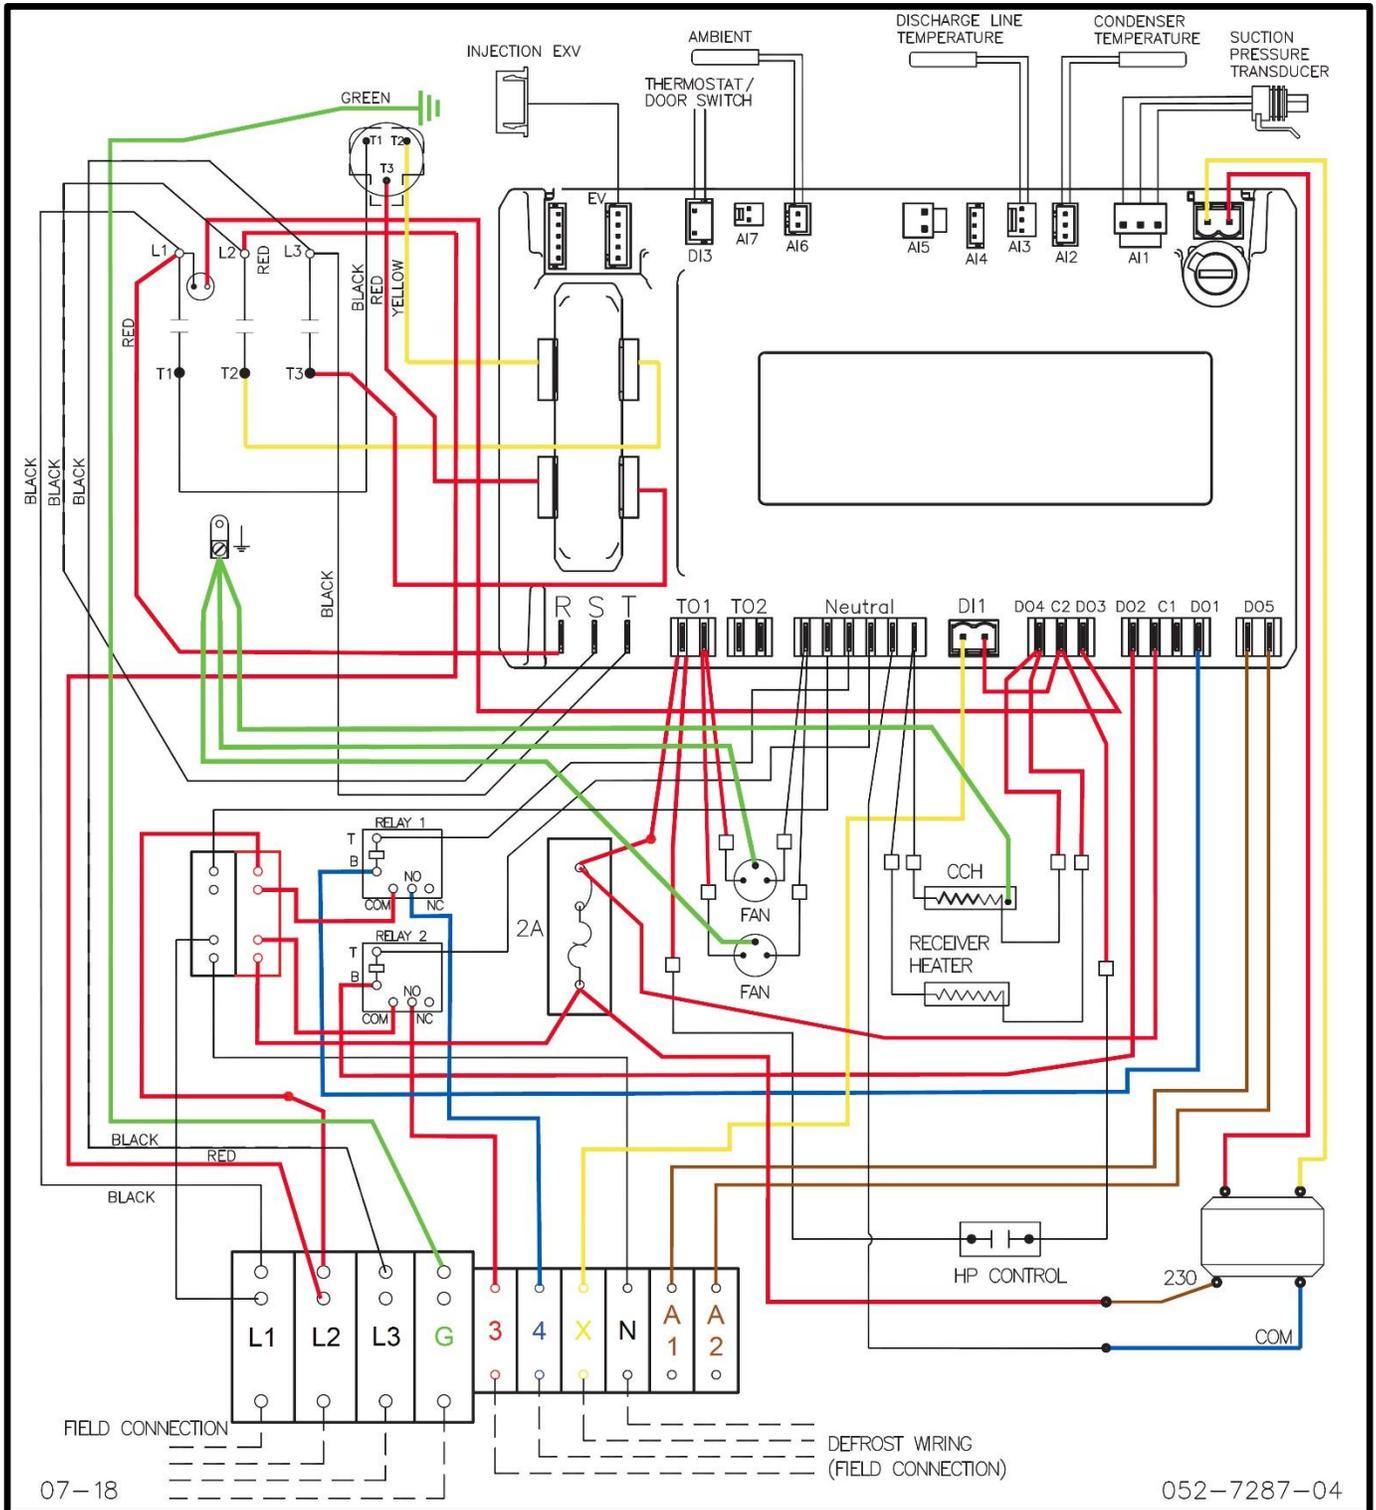 DISCHARGE LINE
TEMPERATURE
CONDENSER
TEMPERATURE
SUCTION
PRESSURE
TRANSDUCER
AMBIENT
INJECTION EXV
THERMOSTAT/
DOOR SWITCH
GREEN
T1 T2
T3
EV
DI3
AI7
AI6
AI5
AI4
AI3
AI2
AI1
L1
L2
RED
L3
BLACK
RED
YELLOW
RED
T1
T2
T3
BLACK
BLACK
BLACK
BLACK
R S T
TO1
TO2
Neutral
DI1
DO4 C2 DO3
DO2 C1 DO1
DO5
RELAY 1
T
B
NO
COM
NC
RELAY 2
T
B
NO
COM
NC
2A
FAN
FAN
CCH
RECEIVER
HEATER
BLACK
RED
BLACK
HP CONTROL
230
COM
L1
L2
L3
G
3
4
X
N
A
1
A
2
FIELD CONNECTION
DEFROST WIRING
(FIELD CONNECTION)
07-18
052-7287-04